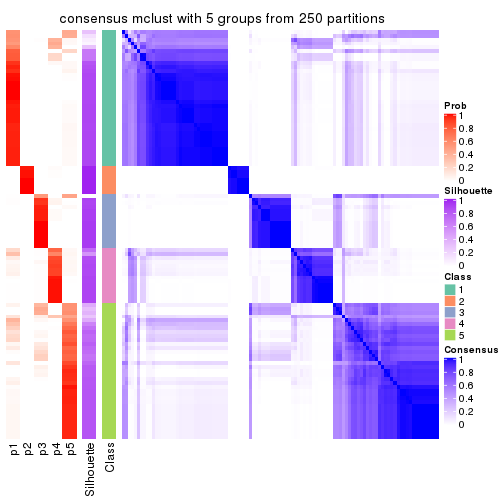 consensus mclust with 5 groups from 250 partitions
Prob
1
0.8
0.6
0.4
0.2
0
Silhouette
1
0.8
0.6
0.4
0.2
0
Class
1
2
3
4
5
Consensus
1
0.8
0.6
0.4
0.2
0
p1
p2
p3
p4
p5
Silhouette
Class